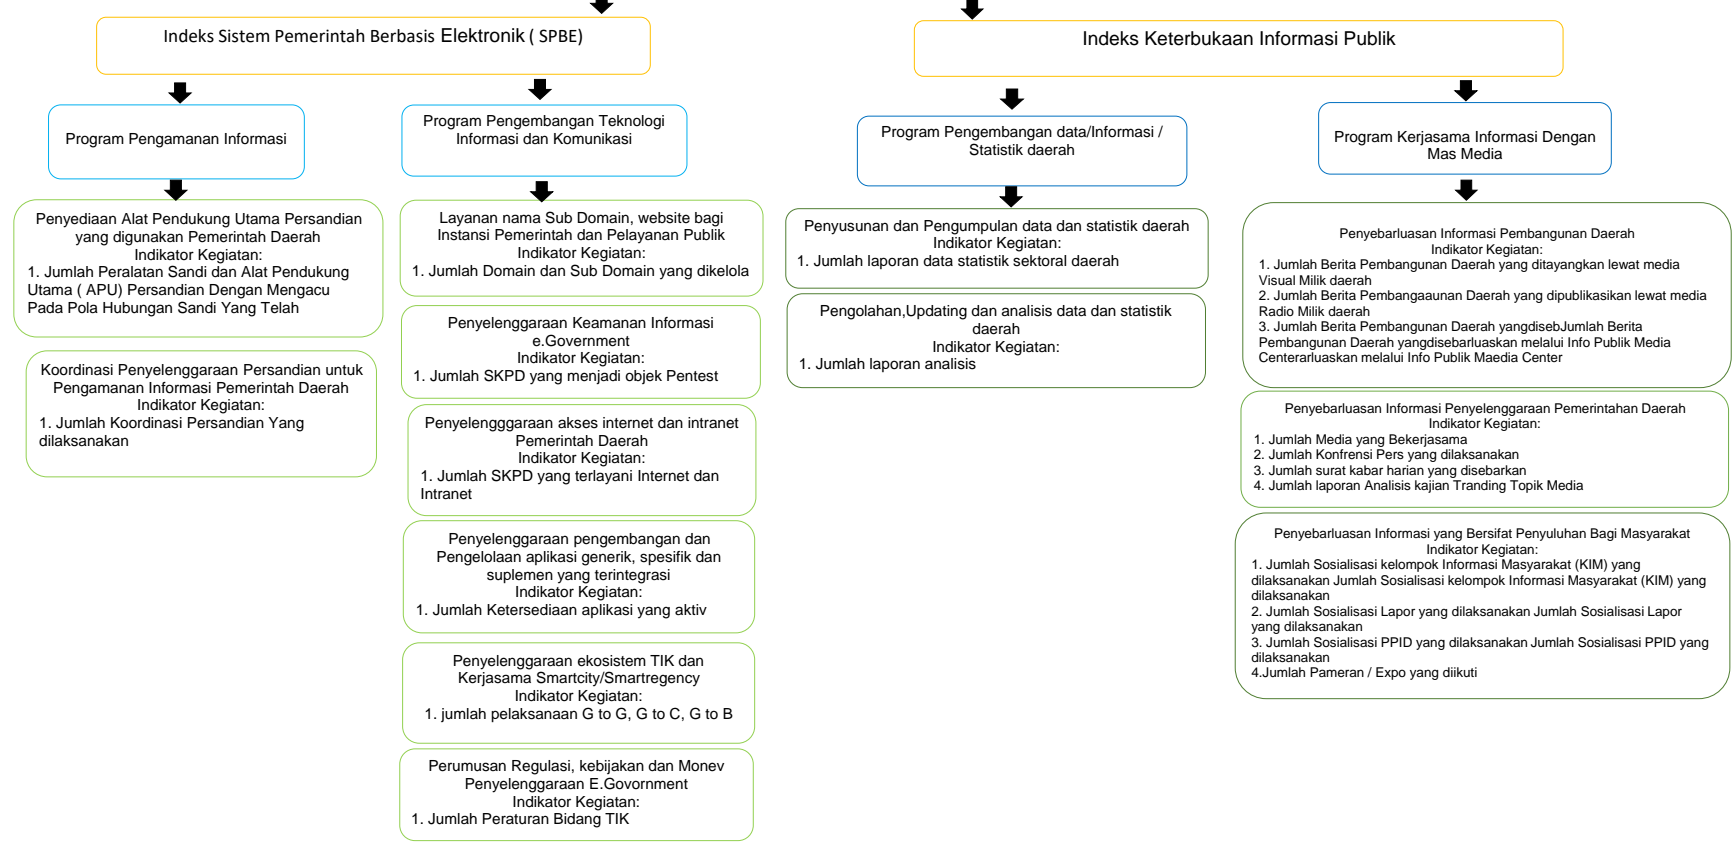 Indeks Sistem Pemerintah Berbasis Elektronik ( SPBE)
Indeks Keterbukaan Informasi Publik
Program Pengamanan Informasi
Program Pengembangan Teknologi
Informasi dan Komunikasi
Program Pengembangan data/Informasi /
Statistik daerah
Program Kerjasama Informasi Dengan
Mas Media
Penyediaan Alat Pendukung Utama Persandian
yang digunakan Pemerintah Daerah
Indikator Kegiatan:
1. Jumlah Peralatan Sandi dan Alat Pendukung
Utama ( APU) Persandian Dengan Mengacu
Pada Pola Hubungan Sandi Yang Telah
Koordinasi Penyelenggaraan Persandian untuk
Pengamanan Informasi Pemerintah Daerah
Indikator Kegiatan:
1. Jumlah Koordinasi Persandian Yang
dilaksanakan
Layanan nama Sub Domain, website bagi
Instansi Pemerintah dan Pelayanan Publik
Indikator Kegiatan:
1. Jumlah Domain dan Sub Domain yang dikelola
Penyelenggaraan Keamanan Informasi
e.Government
Indikator Kegiatan:
1. Jumlah SKPD yang menjadi objek Pentest
Penyelengggaraan akses internet dan intranet
Pemerintah Daerah
Indikator Kegiatan:
1. Jumlah SKPD yang terlayani Internet dan
Intranet
Penyelenggaraan pengembangan dan
Pengelolaan aplikasi generik, spesifik dan
suplemen yang terintegrasi
Indikator Kegiatan:
1. Jumlah Ketersediaan aplikasi yang aktiv
Penyelenggaraan ekosistem TIK dan
Kerjasama Smartcity/Smartregency
Indikator Kegiatan:
1. jumlah pelaksanaan G to G, G to C, G to B
Perumusan Regulasi, kebijakan dan Monev
Penyelenggaraan E.Govornment
Indikator Kegiatan:
1. Jumlah Peraturan Bidang TIK
Penyusunan dan Pengumpulan data dan statistik daerah
Indikator Kegiatan:
1. Jumlah laporan data statistik sektoral daerah
Pengolahan,Updating dan analisis data dan statistik
daerah
Indikator Kegiatan:
1. Jumlah laporan analisis
Penyebarluasan Informasi Pembangunan Daerah
Indikator Kegiatan:
1. Jumlah Berita Pembangunan Daerah yang ditayangkan lewat media
Visual Milik daerah
2. Jumlah Berita Pembangaaunan Daerah yang dipublikasikan lewat media
Radio Milik daerah
3. Jumlah Berita Pembangunan Daerah yangdisebJumlah Berita
Pembangunan Daerah yangdisebarluaskan melalui Info Publik Media
Centerarluaskan melalui Info Publik Maedia Center
Penyebarluasan Informasi Penyelenggaraan Pemerintahan Daerah
Indikator Kegiatan:
1. Jumlah Media yang Bekerjasama
2. Jumlah Konfrensi Pers yang dilaksanakan
3. Jumlah surat kabar harian yang disebarkan
4. Jumlah laporan Analisis kajian Tranding Topik Media
Penyebarluasan Informasi yang Bersifat Penyuluhan Bagi Masyarakat
Indikator Kegiatan:
1. Jumlah Sosialisasi kelompok Informasi Masyarakat (KIM) yang
dilaksanakan Jumlah Sosialisasi kelompok Informasi Masyarakat (KIM) yang
dilaksanakan
2. Jumlah Sosialisasi Lapor yang dilaksanakan Jumlah Sosialisasi Lapor
yang dilaksanakan
3. Jumlah Sosialisasi PPID yang dilaksanakan Jumlah Sosialisasi PPID yang
dilaksanakan
4.Jumlah Pameran / Expo yang diikuti